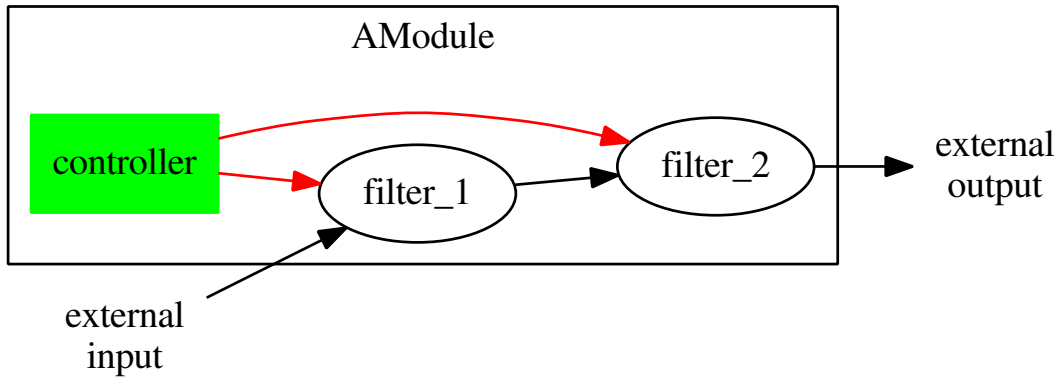 AModule
controller
filter_1
filter_2
external
output
external
input